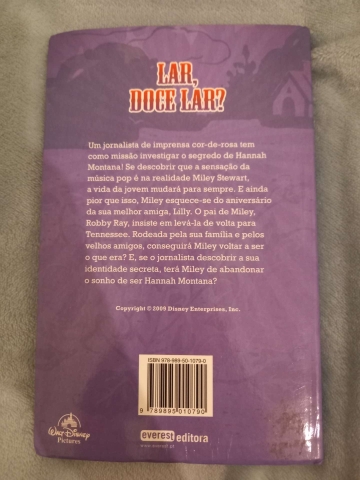 LAR,
DOCE LAR?
Um jornalista de imprensa cor-de-rosa tem
como missão investigar o segredo de Hannah
Montana! Se descobrir que a sensação da
música pop é na realidade Miley Stewart,
a vida da jovem mudará para sempre. E ainda
pior que isso, Miley esquece-se do aniversário
da sua melhor amiga, Lilly. O pai de Miley,
Robby Ray, insiste em levá-la de volta para
Tennessee. Rodeada pela sua família e pelos
velhos amigos, conseguirá Miley voltar a ser
o que era? E, se o jornalista descobrir a sua
identidade secreta, terá Miley de abandonar
o sonho de ser Hannah Montana?
Copyright © 2009 Disney Enterprises, Inc.
ISBN 978-989-50-1079-0
9 789895 010790
WALT DISNEY
Pictures
everest editora
www.everest.pt